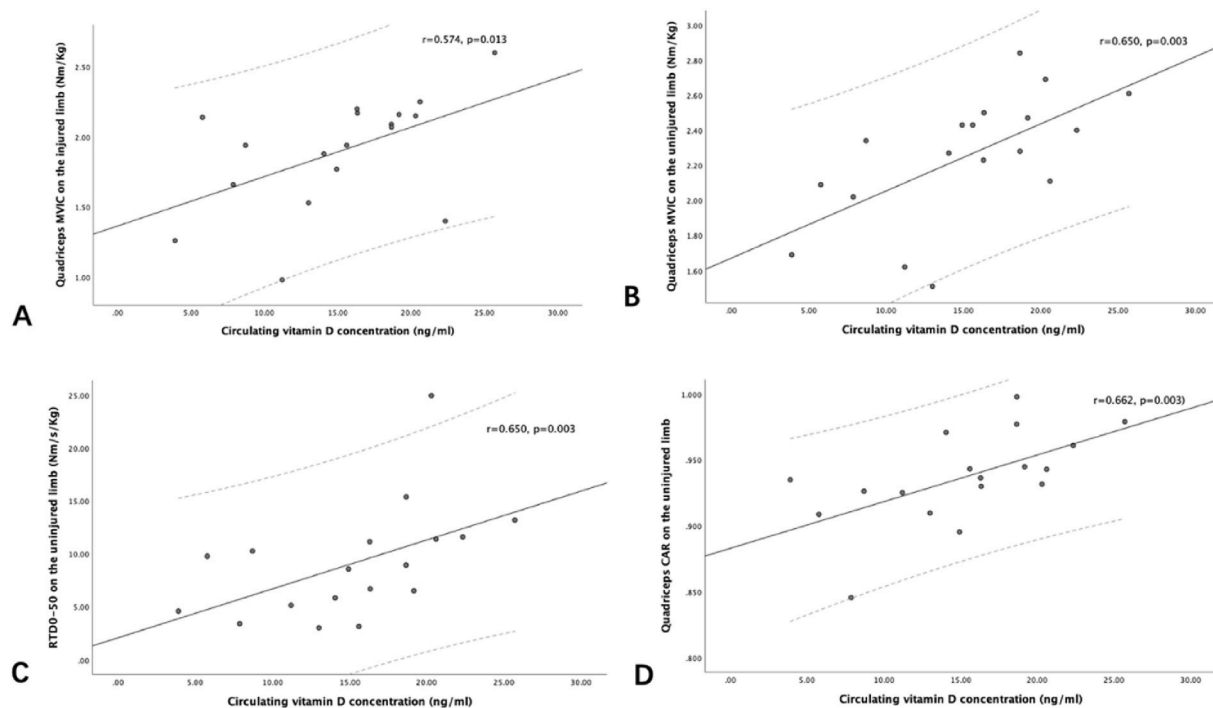 r=0.574, p=0.013
Quadriceps MVIC on the injured limb (Nm/Kg)
2.50
2.00
1.50
1.00
.00 5.00 10.00 15.00 20.00 25.00 30.00
Circulating vitamin D concentration (ng/ml)
A
r=0.650, p=0.003
Quadriceps MVIC on the uninjured limb (Nm/Kg)
3.00
2.80
2.60
2.40
2.20
2.00
1.80
1.60
.00 5.00 10.00 15.00 20.00 25.00 30.00
Circulating vitamin D concentration (ng/ml)
B
r=0.650, p=0.003
RTD0-50 on the uninjured limb (Nm/s/Kg)
25.00
20.00
15.00
10.00
5.00
.00
.00 5.00 10.00 15.00 20.00 25.00 30.00
Circulating vitamin D concentration (ng/ml)
C
r=0.662, p=0.003)
Quadriceps CAR on the uninjured limb
1.000
.950
.900
.850
.800
.00 5.00 10.00 15.00 20.00 25.00 30.00
Circulating vitamin D concentration (ng/ml)
D